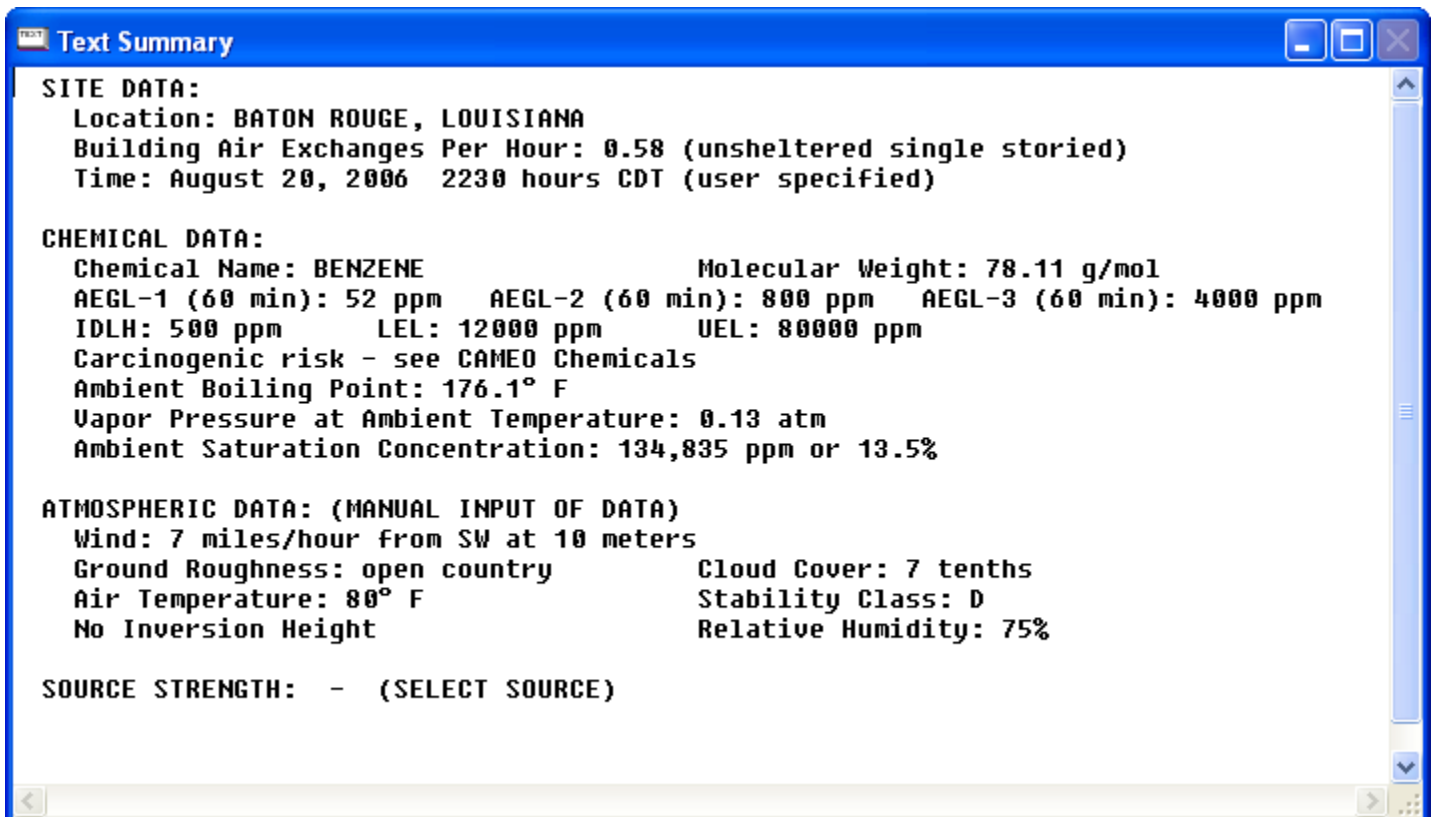 Text Summary
SITE DATA:
Location: BATON ROUGE, LOUISIANA
Building Air Exchanges Per Hour: 0.58 (unsheltered single storied)
Time: August 20, 2006  2230 hours CDT (user specified)
CHEMICAL DATA:
Chemical Name: BENZENE Molecular Weight: 78.11 g/mol
AEGL-1 (60 min): 52 ppm AEGL-2 (60 min): 800 ppm AEGL-3 (60 min): 4000 ppm
IDLH: 500 ppm LEL: 12000 ppm UEL: 80000 ppm
Carcinogenic risk - see CAMEO Chemicals
Ambient Boiling Point: 176.1° F
Vapor Pressure at Ambient Temperature: 0.13 atm
Ambient Saturation Concentration: 134,835 ppm or 13.5%
ATMOSPHERIC DATA: (MANUAL INPUT OF DATA)
Wind: 7 miles/hour from SW at 10 meters
Ground Roughness: open country Cloud Cover: 7 tenths
Air Temperature: 80° F Stability Class: D
No Inversion Height Relative Humidity: 75%
SOURCE STRENGTH: - (SELECT SOURCE)